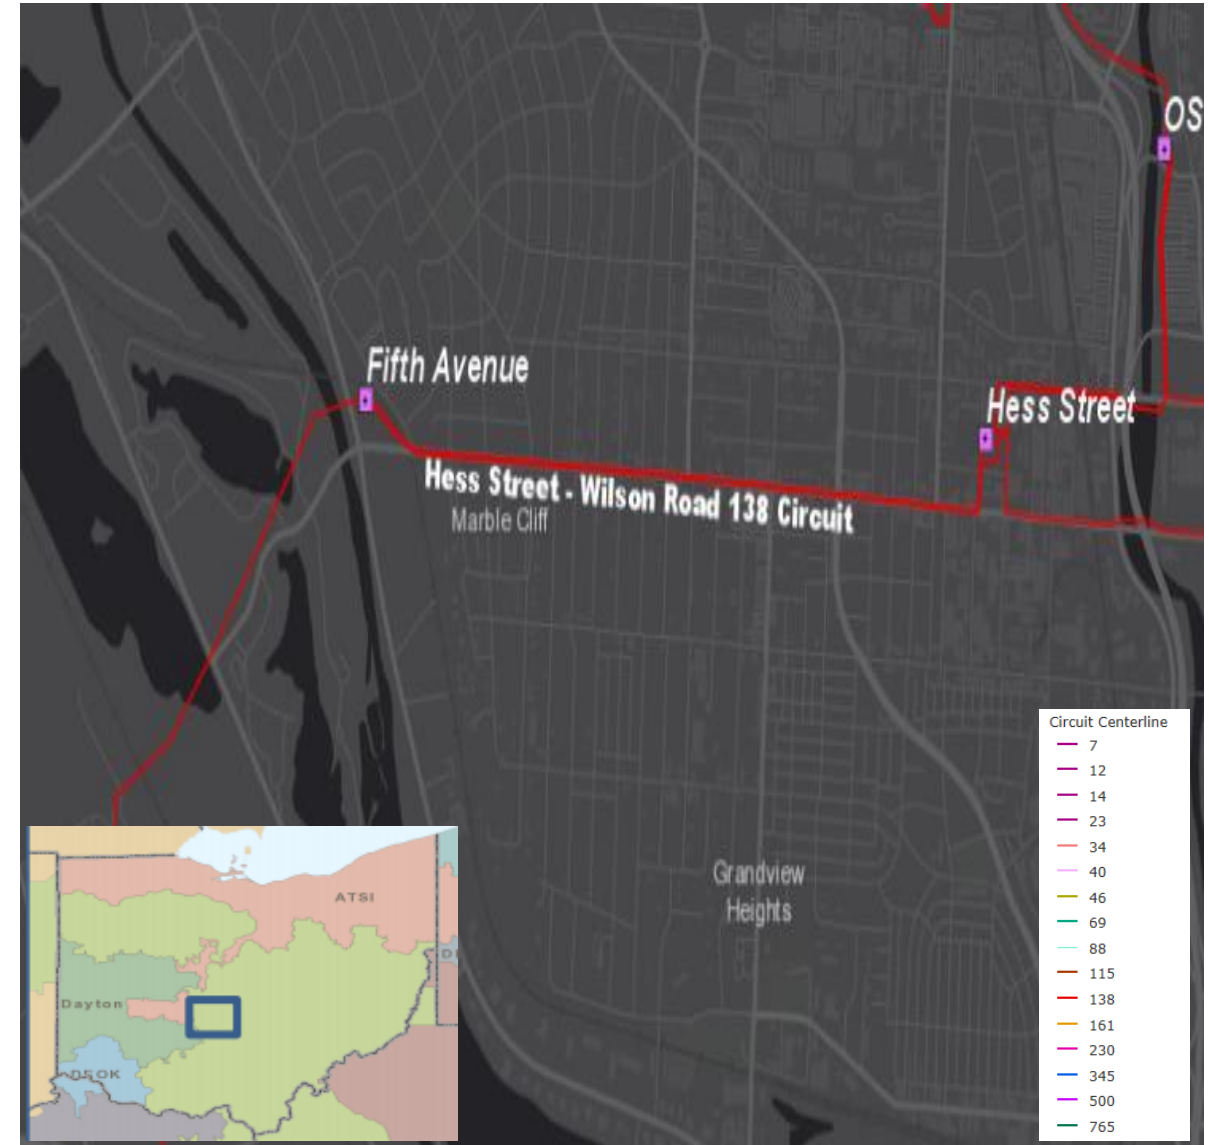 OS
Fifth Avenue
Hess Street
Hess Street - Wilson Road 138 Circuit
Marble Cliff
Grandview
Heights
Circuit Centerline
7
12
14
23
34
40
46
69
88
115
138
161
230
345
500
765
ATSI
D
Dayton
DEOK